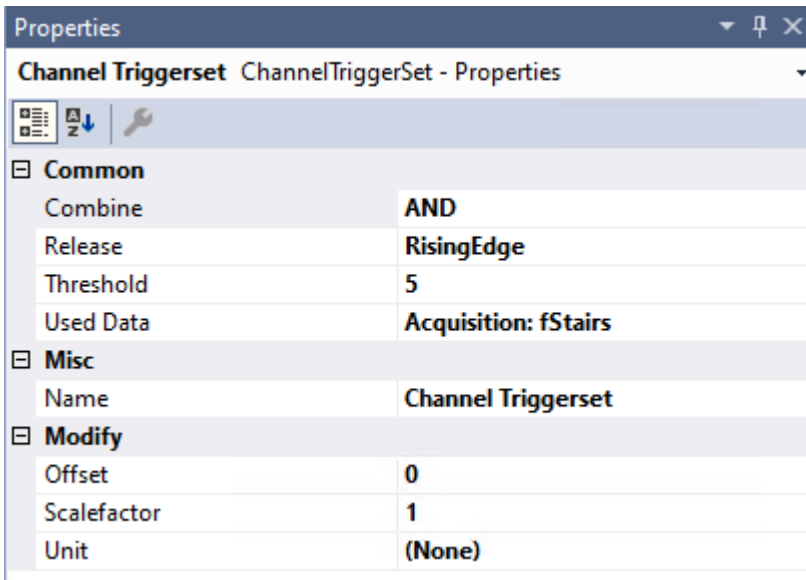 Properties
Channel Triggerset ChannelTriggerSet - Properties
Common
Combine AND
Release RisingEdge
Threshold 5
Used Data Acquisition: fStairs
Misc
Name Channel Triggerset
Modify
Offset 0
Scalefactor 1
Unit (None)